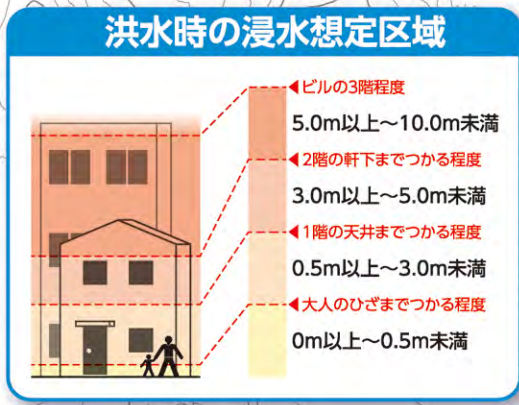 洪水時の浸水想定区域
◀ビルの3階程度
5.0m以上～10.0m未満
◀2階の軒下までつかる程度
3.0m以上～5.0m未満
◀1階の天井までつかる程度
0.5m以上～3.0m未満
◀大人のひざまでつかる程度
0m以上～0.5m未満